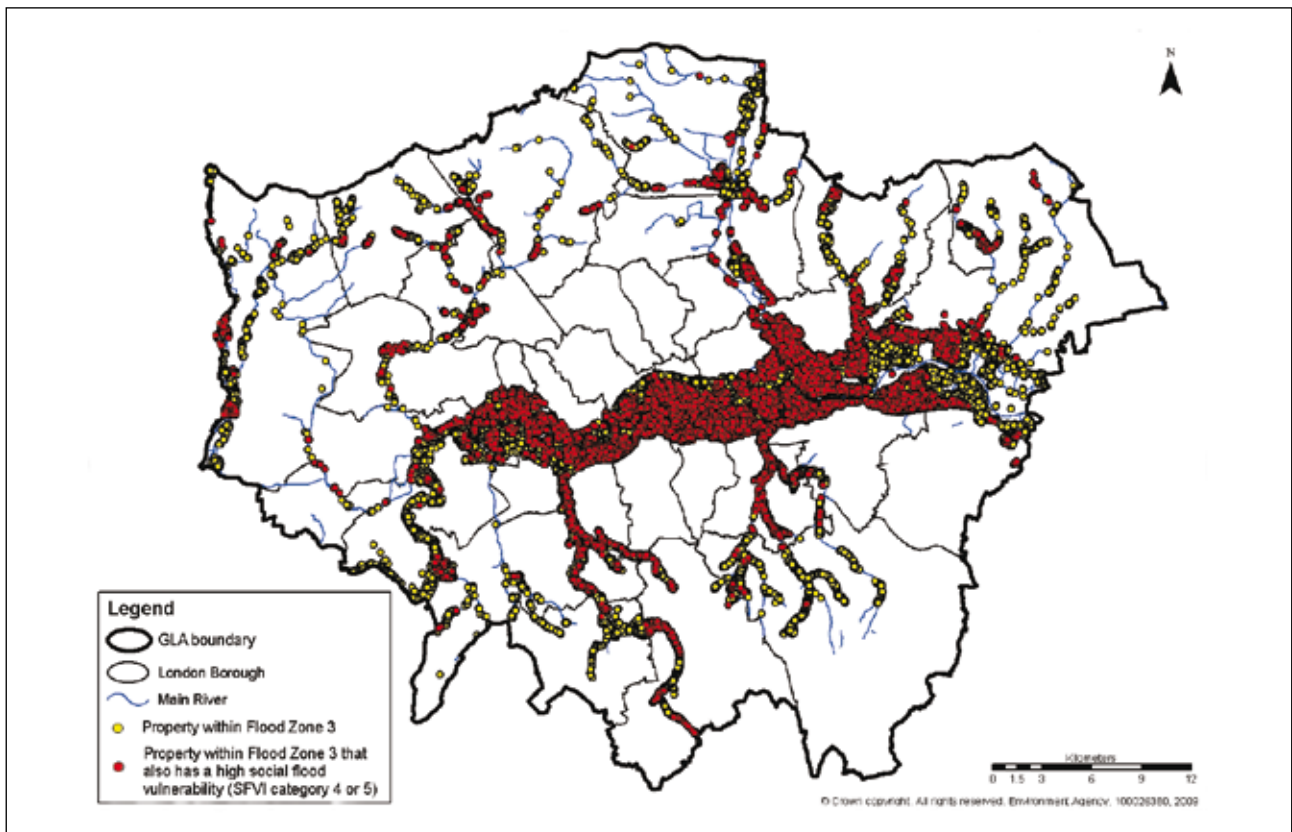 N
Legend
GLA boundary
London Borough
Main River
Property within Flood Zone 3
Property within Flood Zone 3 that
also has a high social flood
vulnerability (SFVI category 4 or 5)
Kilometers
0 1.5 3 6 9 12
© Crown copyright. All rights reserved. Environment Agency, 100026380, 2009